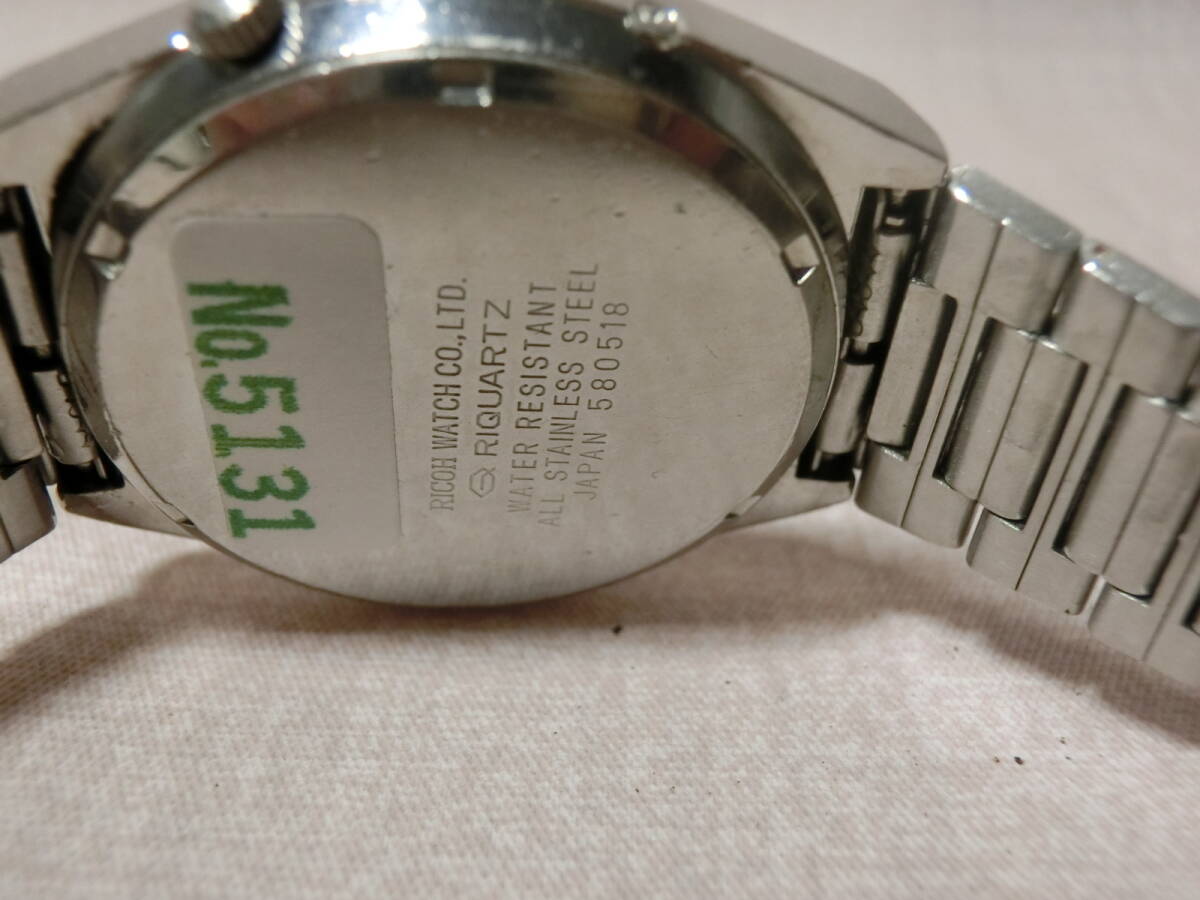 No.5131
RICOH WATCH CO., LTD.
RIQUARTZ
WATER RESISTANT
ALL STAINLESS STEEL
JAPAN 580518